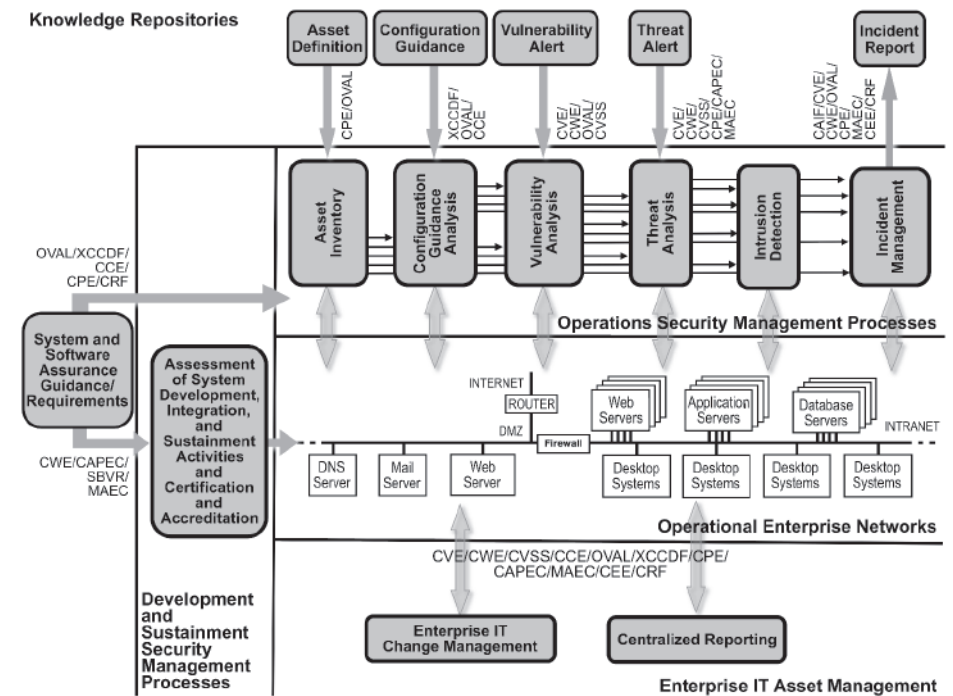 Knowledge Repositories
Asset
Definition
Configuration
Guidance
Vulnerability
Alert
Threat
Alert
Incident
Report
CPE/OVAL
XCCDF/
OVAL/
CCE
CVE/
CWE/
OVAL/
CVSS
CVE/
CWE/
CVSS/
CPE/CAPEC/
MAEC
CAIF/CVE/
CWE/OVAL/
CPE/
MAEC/
CEE/CRF
Asset
Inventory
Configuration
Guidance
Analysis
Vulnerability
Analysis
Threat
Analysis
Intrusion
Detection
Incident
Management
OVAL/XCCDF/
CCE/
CPE/CRF
Operations Security Management Processes
System and
Software
Assurance
Guidance/
Requirements
CWE/CAPEC/
SBVR/
MAEC
Assessment
of System
Development,
Integration,
and
Sustainment
Activities
and
Certification
and
Accreditation
INTERNET
ROUTER
DMZ
Firewall
Web
Servers
Application
Servers
Database
Servers
INTRANET
DNS
Server
Mail
Server
Web
Server
Desktop
Systems
Desktop
Systems
Desktop
Systems
Desktop
Systems
Operational Enterprise Networks
CVE/CWE/CVSS/CCE/OVAL/XCCDF/CPE/
CAPEC/MAEC/CEE/CRF
Development
and
Sustainment
Security
Management
Processes
Enterprise IT
Change Management
Centralized Reporting
Enterprise IT Asset Management